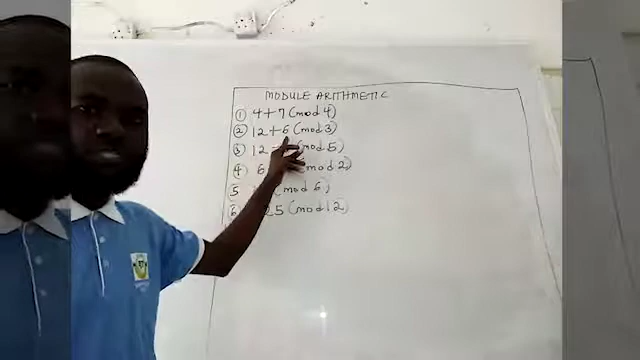 MODULE ARITHMETIC
① 4+7 (mod 4)
② 12+6 (mod 3)
③ 12 (mod 5)
④ 6 (mod 2)
5 (mod 6)
⑥ 25 (mod 12)